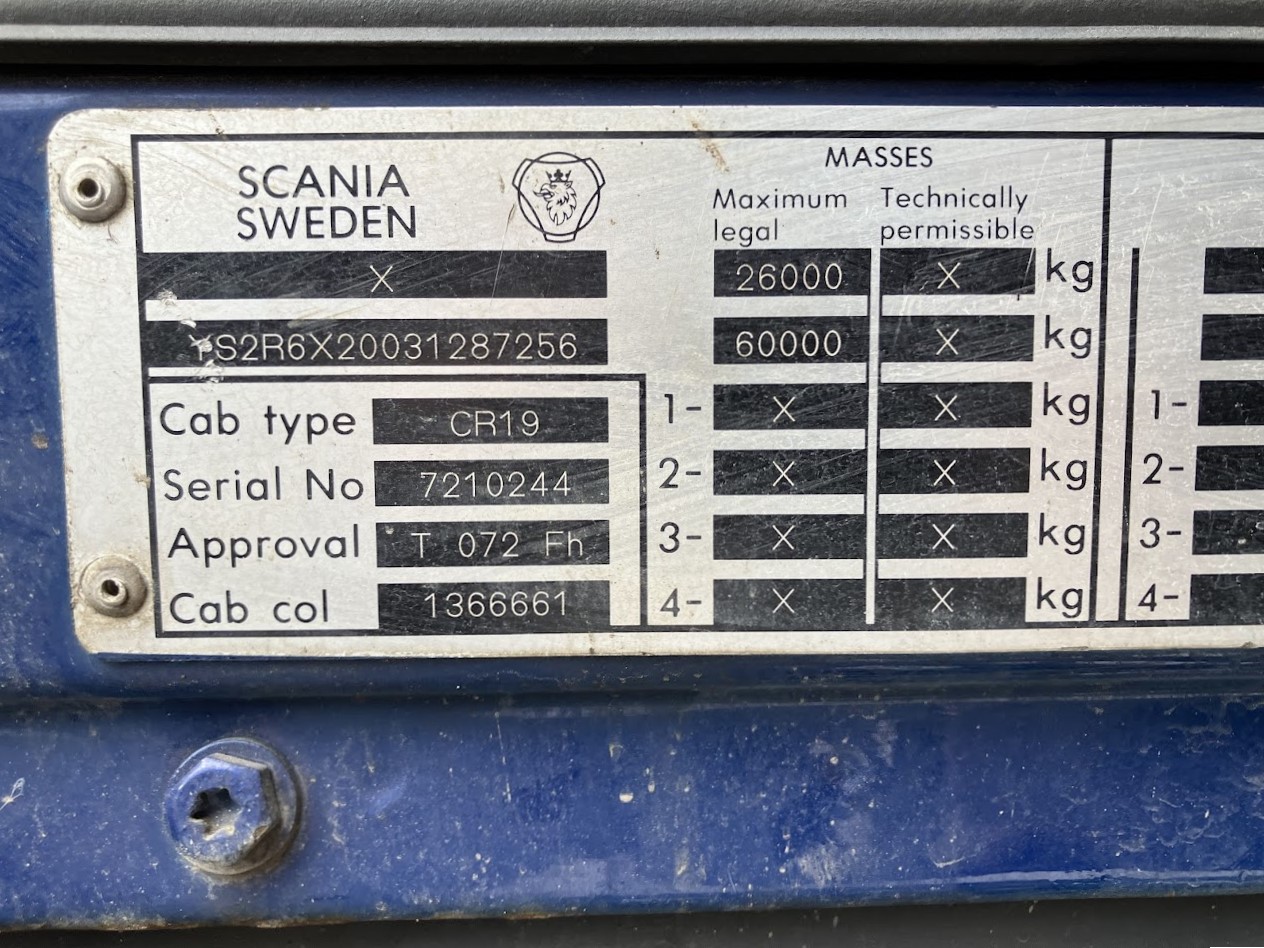 SCANIA
SWEDEN
MASSES
Maximum legal
Technically permissible
X
26000 X kg
YS2R6X20031287256
60000 X kg
Cab type CR19
1- X X kg 1-
Serial No 7210244
2- X X kg 2-
Approval T 072 Fh
3- X X kg 3-
Cab col 1366661
4- X X kg 4-